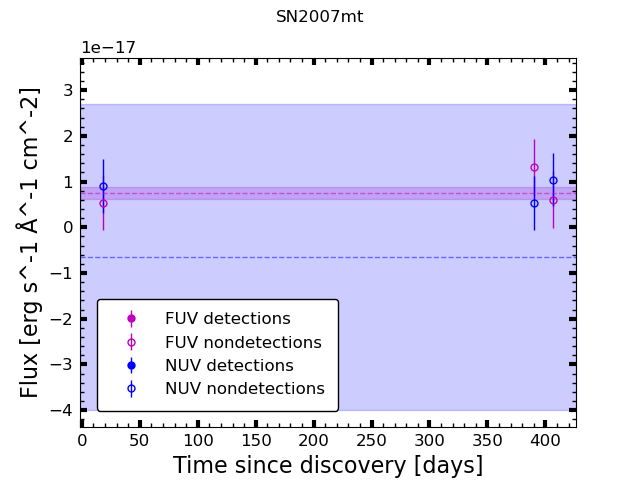 SN2007mt
1e−17
3
2
1
0
−1
−2
−3
−4
Flux [erg s^-1 Å^-1 cm^-2]
FUV detections
FUV nondetections
NUV detections
NUV nondetections
0 50 100 150 200 250 300 350 400
Time since discovery [days]